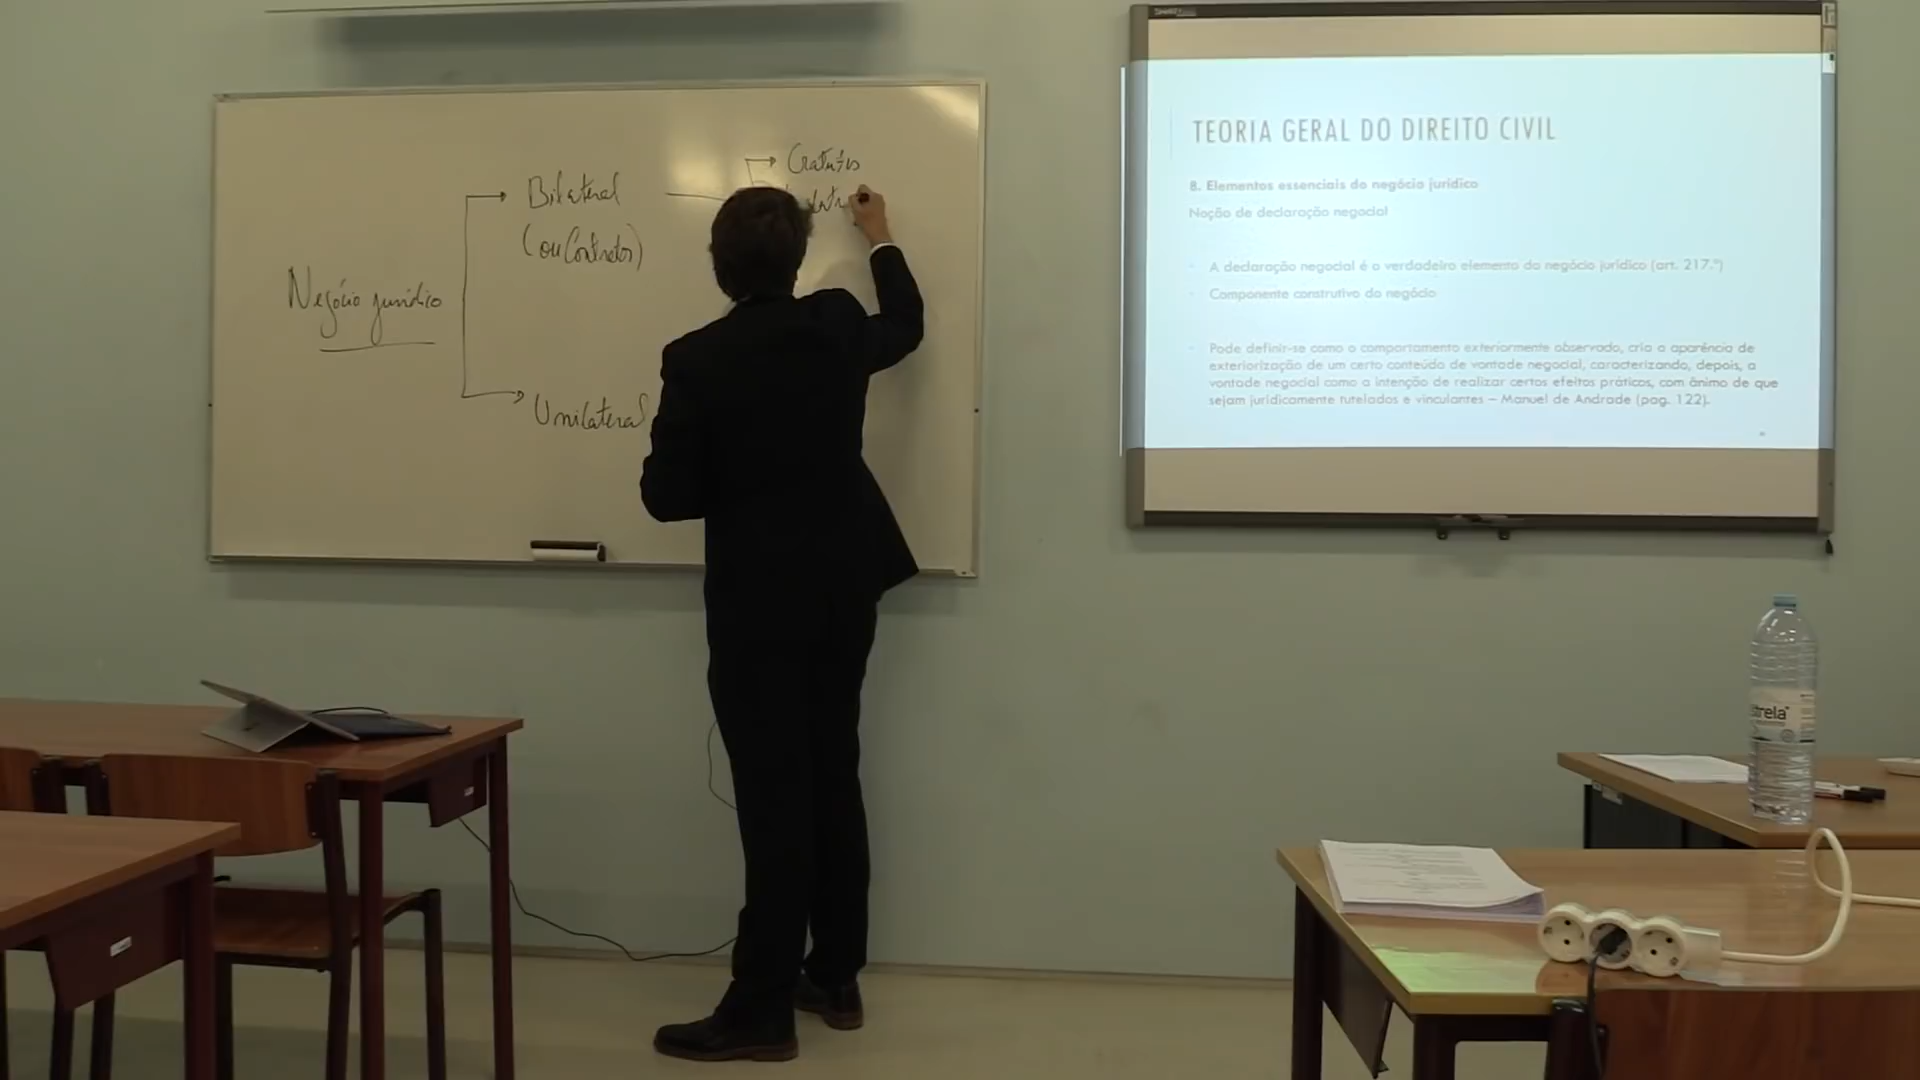 Negócio jurídico
Bilateral
(ou Contratos)
Unilateral
Gratuitos
TEORIA GERAL DO DIREITO CIVIL
8. Elementos essenciais do negócio jurídico
Noção de declaração negocial
- A declaração negocial é o verdadeiro elemento do negócio jurídico (art. 217.º)
- Componente construtivo do negócio
- Pode definir-se como o comportamento exteriormente observado, cria a aparência de
exteriorização de um certo conteúdo de vontade negocial, caracterizando, depois, a
vontade negocial como a intenção de realizar certos efeitos práticos, com ânimo de que
sejam juridicamente tutelados e vinculantes – Manuel de Andrade (pag. 122).
strela